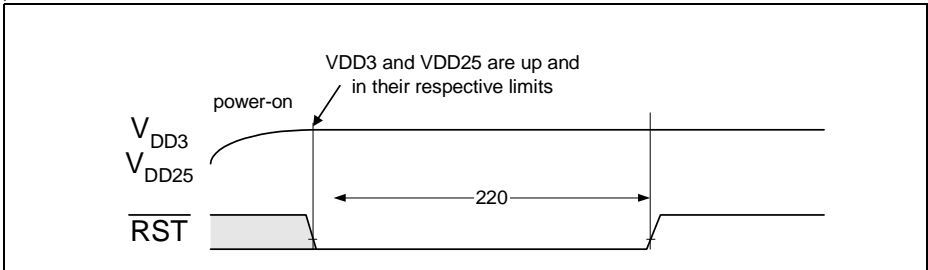 VDD3 and VDD25 are up and
in their respective limits
power-on
VDD3
VDD25
220
RST